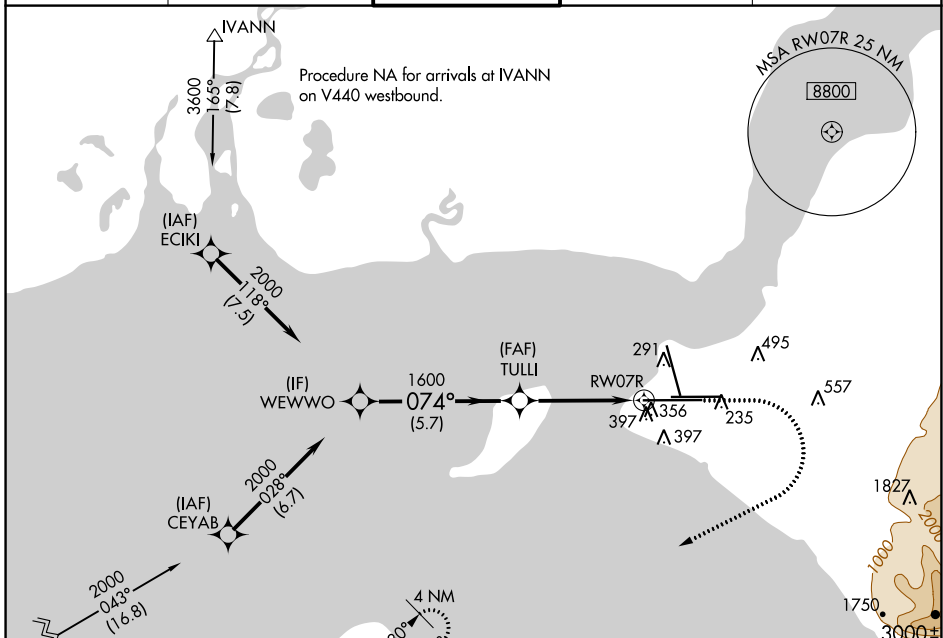 IVANN
3600
165°
(7.8)
Procedure NA for arrivals at IVANN
on V440 westbound.
MSA RW07R 25 NM
8800
(IAF)
ECIKI
2000
118°
(7.5)
(IF)
WEWWO
1600
074°
(5.7)
(FAF)
TULLI
RW07R
291
495
557
397
356
235
397
(IAF)
CEYAB
2000
028°
(6.7)
2000
043°
(16.8)
4 NM
1827
1000
2000
1750
3000±